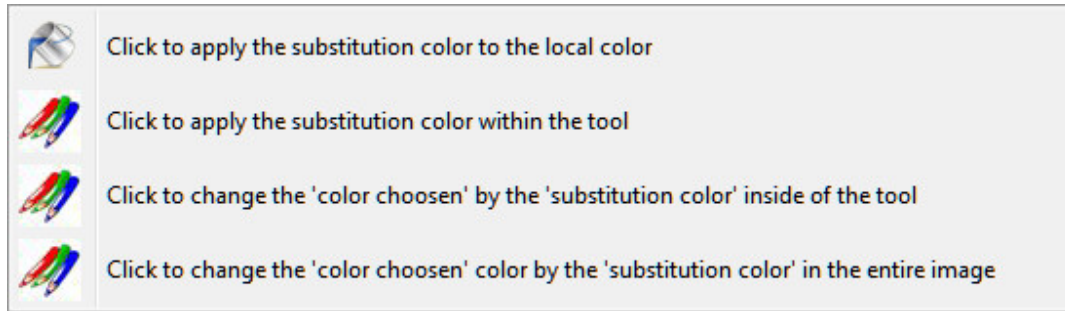 Click to apply the substitution color to the local color
Click to apply the substitution color within the tool
Click to change the 'color choosen' by the 'substitution color' inside of the tool
Click to change the 'color choosen' color by the 'substitution color' in the entire image